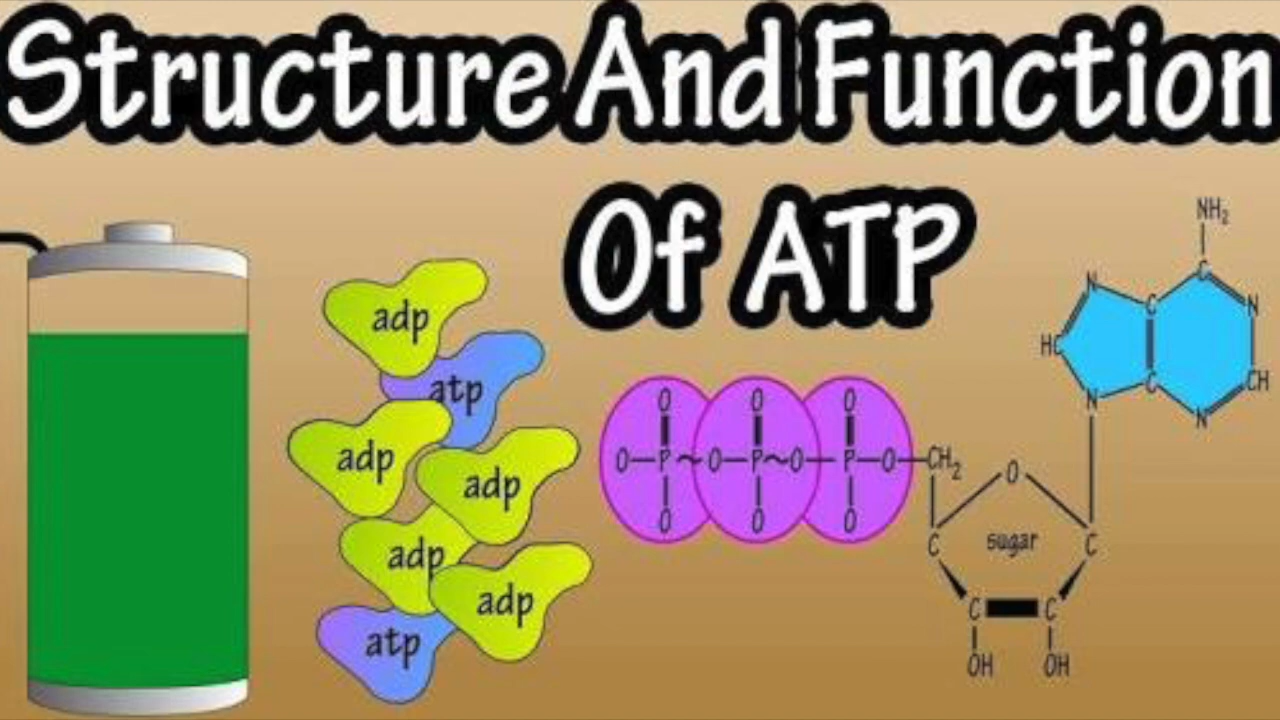 Structure And Function
Of ATP
adp
atp
adp
adp
adp
adp
atp
O O O
O—P~O—P~O—P—O—CH₂
O O O
NH₂
C
N
C
N
HC
C
CH
N
N
O
C
sugar
C
C
C
OH
OH